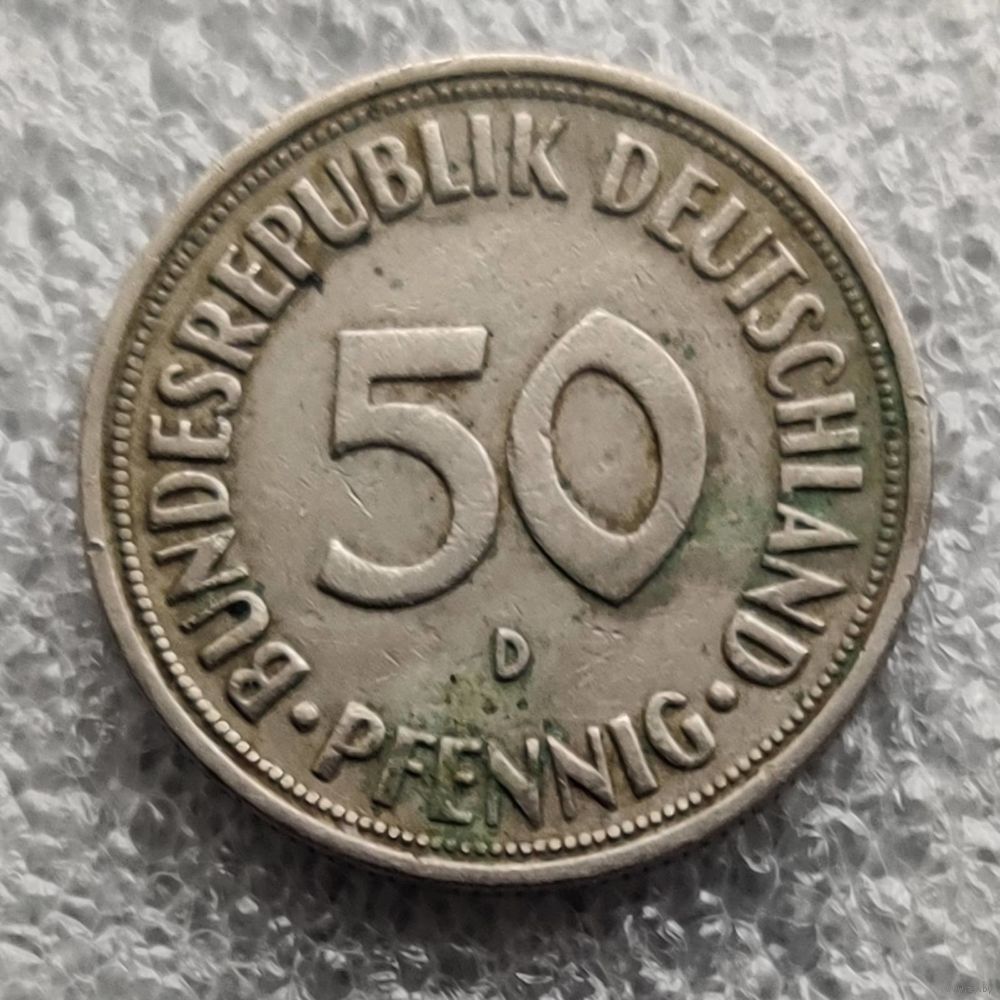 BUNDESREPUBLIK DEUTSCHLAND
50
D
• PFENNIG •